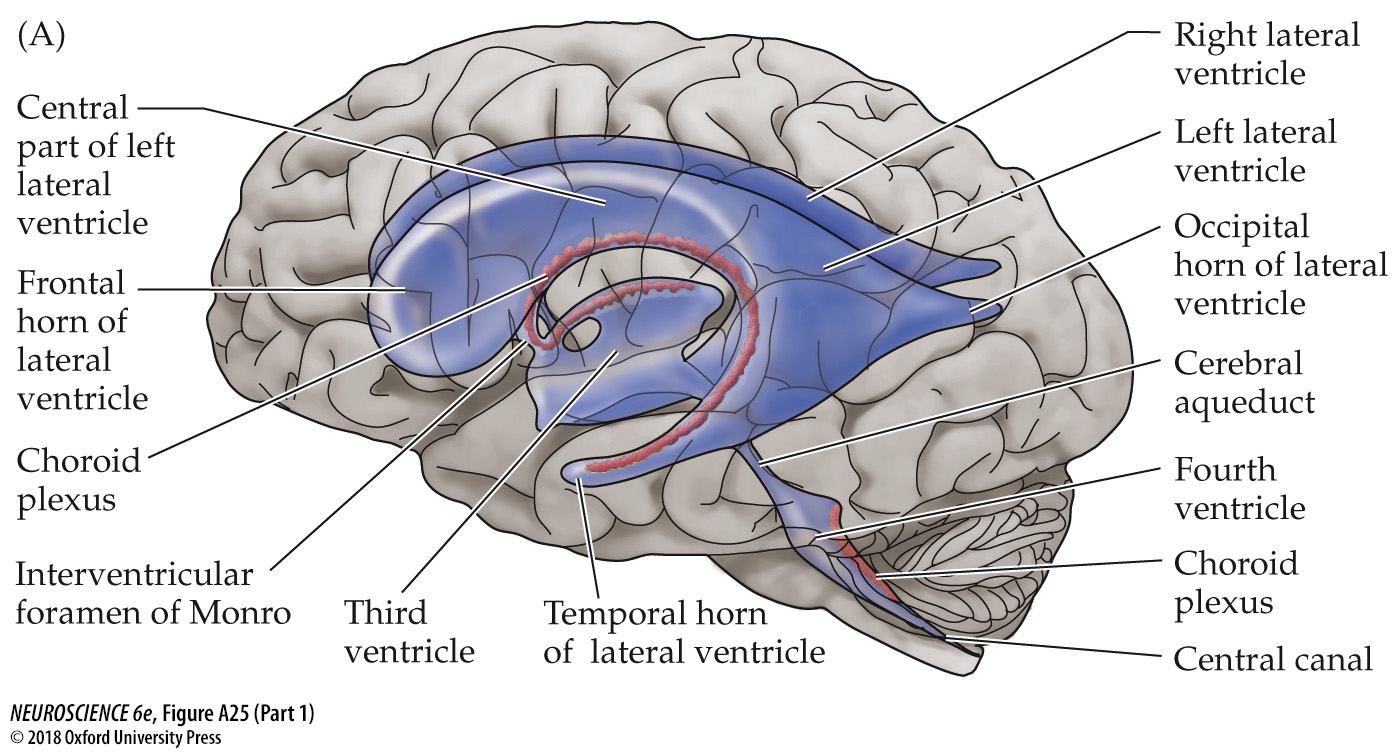 (A)
Central
part of left
lateral
ventricle
Frontal
horn of
lateral
ventricle
Choroid
plexus
Interventricular
foramen of Monro
Third
ventricle
Temporal horn
of lateral ventricle
Right lateral
ventricle
Left lateral
ventricle
Occipital
horn of lateral
ventricle
Cerebral
aqueduct
Fourth
ventricle
Choroid
plexus
Central canal
NEUROSCIENCE 6e, Figure A25 (Part 1)
© 2018 Oxford University Press